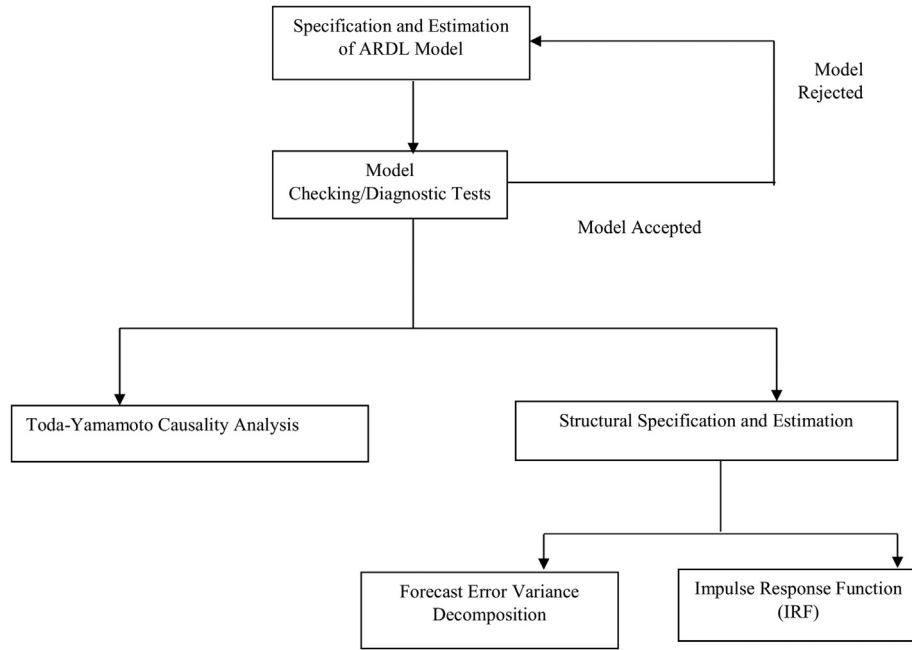 Specification and Estimation
of ARDL Model
Model
Rejected
Model
Checking/Diagnostic Tests
Model Accepted
Toda-Yamamoto Causality Analysis
Structural Specification and Estimation
Forecast Error Variance
Decomposition
Impulse Response Function
(IRF)